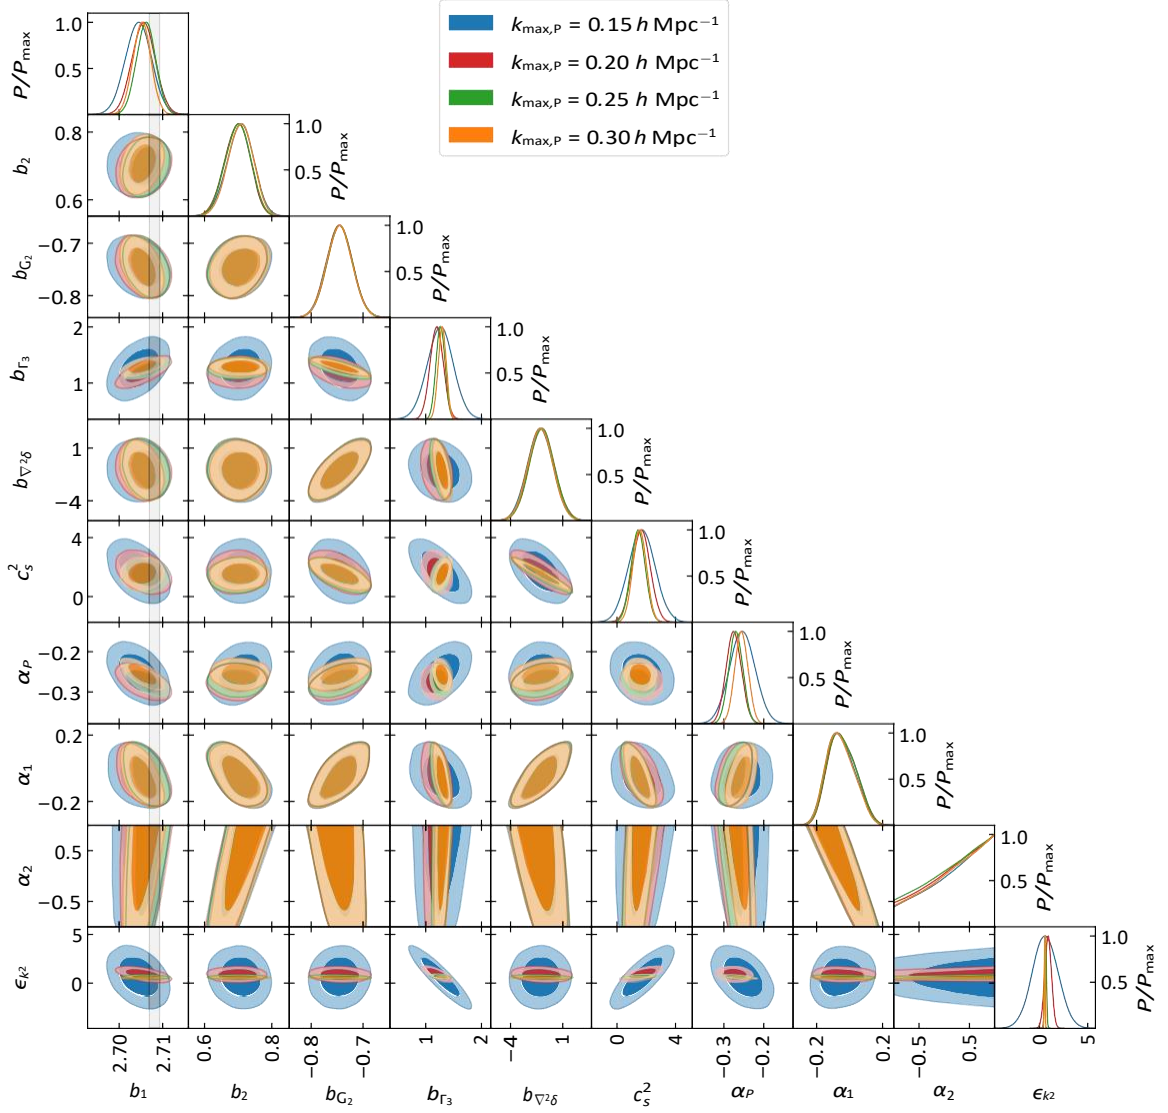 k_max,P = 0.15 h Mpc⁻¹
k_max,P = 0.20 h Mpc⁻¹
k_max,P = 0.25 h Mpc⁻¹
k_max,P = 0.30 h Mpc⁻¹
P/P_max
1.0
0.5
b₂
0.8
0.6
1.0
0.5
P/P_max
b_G₂
−0.7
−0.8
1.0
0.5
P/P_max
b_Γ₃
2
1
1.0
0.5
P/P_max
b_∇²δ
1
−4
1.0
0.5
P/P_max
c_s²
4
0
1.0
0.5
P/P_max
α_P
−0.2
−0.3
1.0
0.5
P/P_max
α₁
0.2
−0.2
1.0
0.5
P/P_max
α₂
0.5
−0.5
1.0
0.5
P/P_max
ϵ_k²
5
0
1.0
0.5
P/P_max
2.70 2.71 0.6 0.8 −0.8 −0.7 1 2 −4 1 0 4 −0.3 −0.2 −0.2 0.2 −0.5 0.5 0 5
b₁ b₂ b_G₂ b_Γ₃ b_∇²δ c_s² α_P α₁ α₂ ϵ_k²